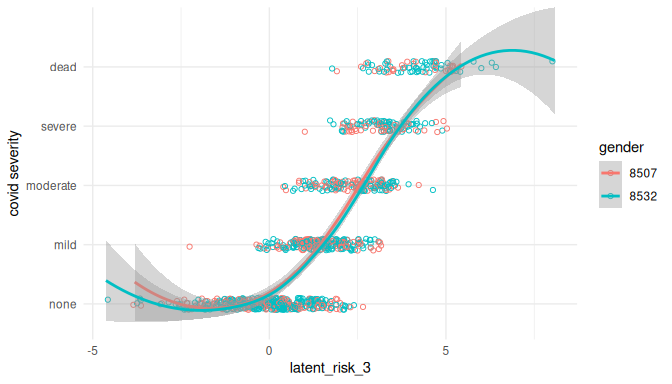 dead
severe
moderate
mild
none
covid severity
-5
0
5
latent_risk_3
gender
8507
8532